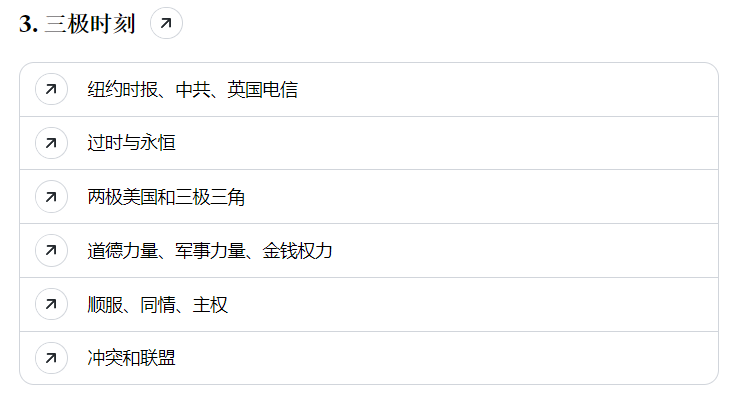 3. 三极时刻
纽约时报、中共、英国电信
过时与永恒
两极美国和三极三角
道德力量、军事力量、金钱权力
顺服、同情、主权
冲突和联盟